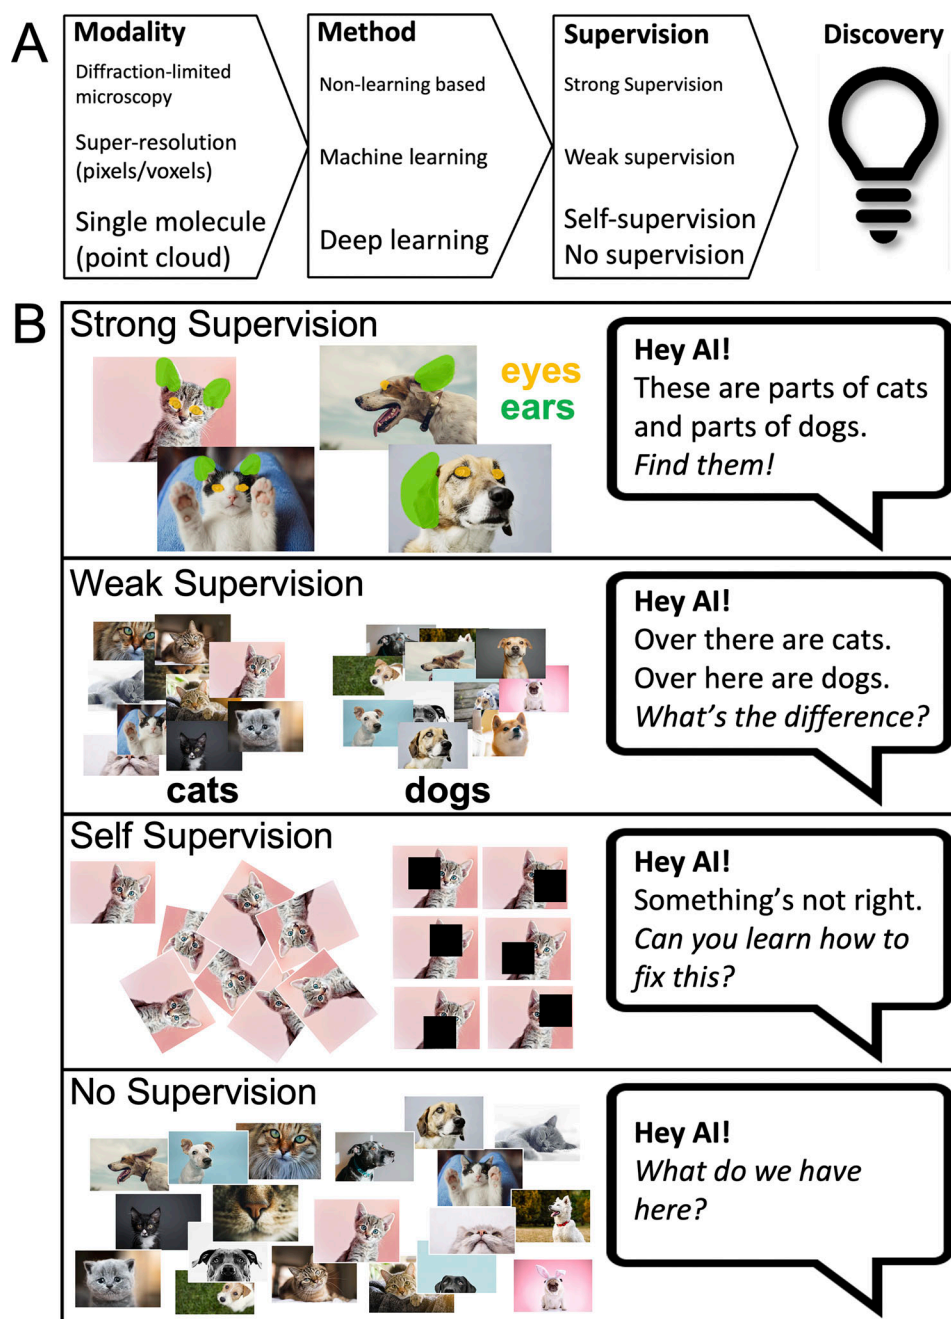 A
Modality
Diffraction-limited
microscopy
Super-resolution
(pixels/voxels)
Single molecule
(point cloud)
Method
Non-learning based
Machine learning
Deep learning
Supervision
Strong Supervision
Weak supervision
Self-supervision
No supervision
Discovery
B
Strong Supervision
eyes
ears
Hey AI!
These are parts of cats
and parts of dogs.
Find them!
Weak Supervision
cats
dogs
Hey AI!
Over there are cats.
Over here are dogs.
What's the difference?
Self Supervision
Hey AI!
Something's not right.
Can you learn how to
fix this?
No Supervision
Hey AI!
What do we have
here?